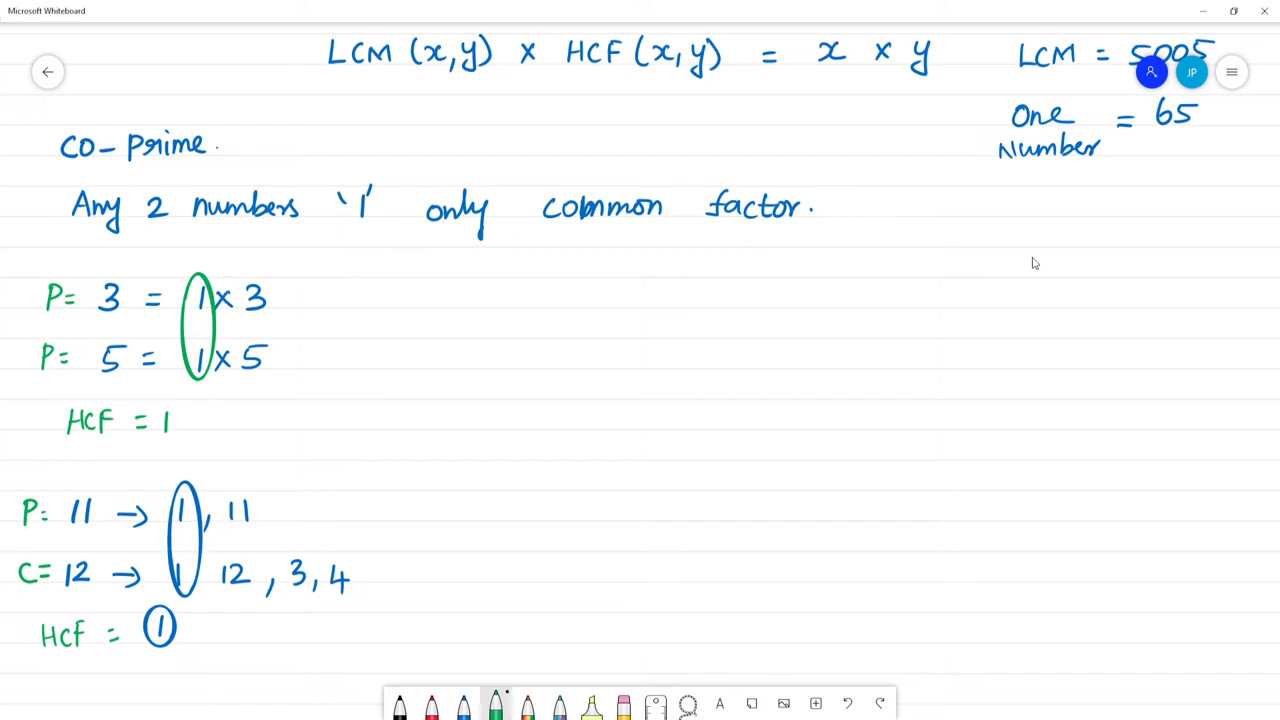 Microsoft Whiteboard
LCM (x,y) × HCF (x,y) = x × y
LCM = 5005
JP
One Number = 65
CO-Prime.
Any 2 numbers '1' only common factor.
P= 3 = 1 × 3
P= 5 = 1 × 5
HCF = 1
P= 11 → 1, 11
C= 12 → 1 12, 3, 4
HCF = 1
A